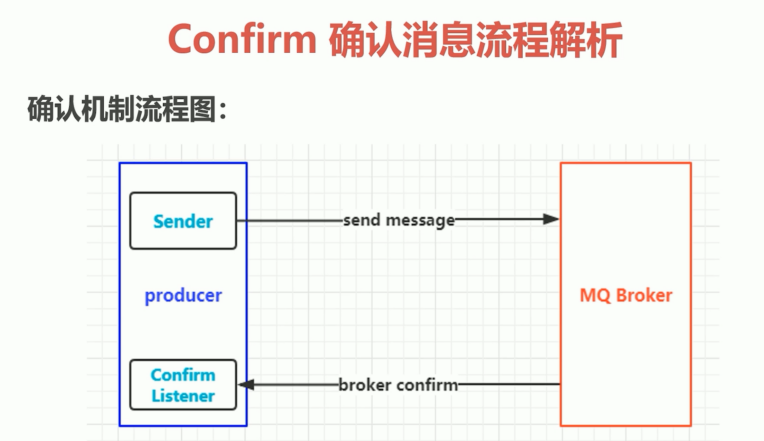 Confirm 确认消息流程解析
确认机制流程图：
Sender
send message
producer
MQ Broker
Confirm
Listener
broker confirm